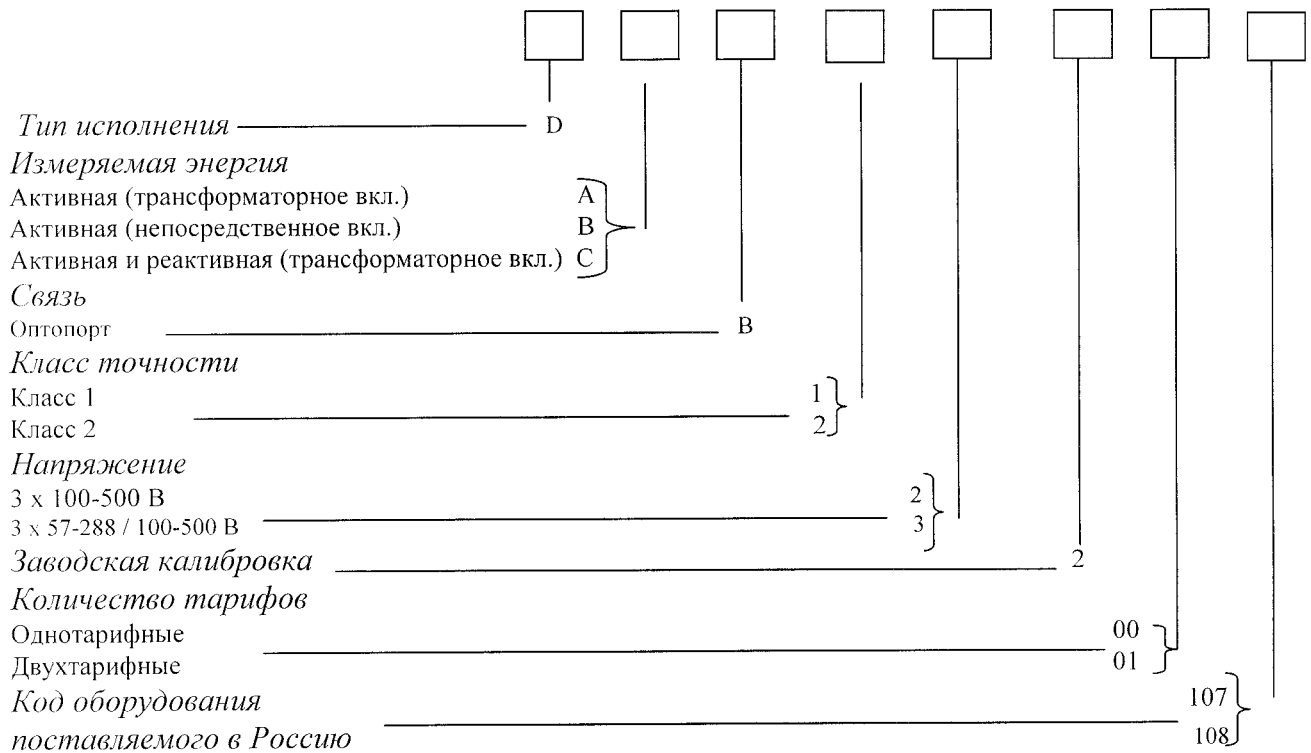 Тип исполнения D
Измеряемая энергия
Активная (трансформаторное вкл.) A
Активная (непосредственное вкл.) B
Активная и реактивная (трансформаторное вкл.) C
Связь
Оптопорт B
Класс точности
Класс 1 1
Класс 2 2
Напряжение
3 x 100-500 В 2
3 x 57-288 / 100-500 В 3
Заводская калибровка 2
Количество тарифов
Однотарифные 00
Двухтарифные 01
Код оборудования 107
поставляемого в Россию 108